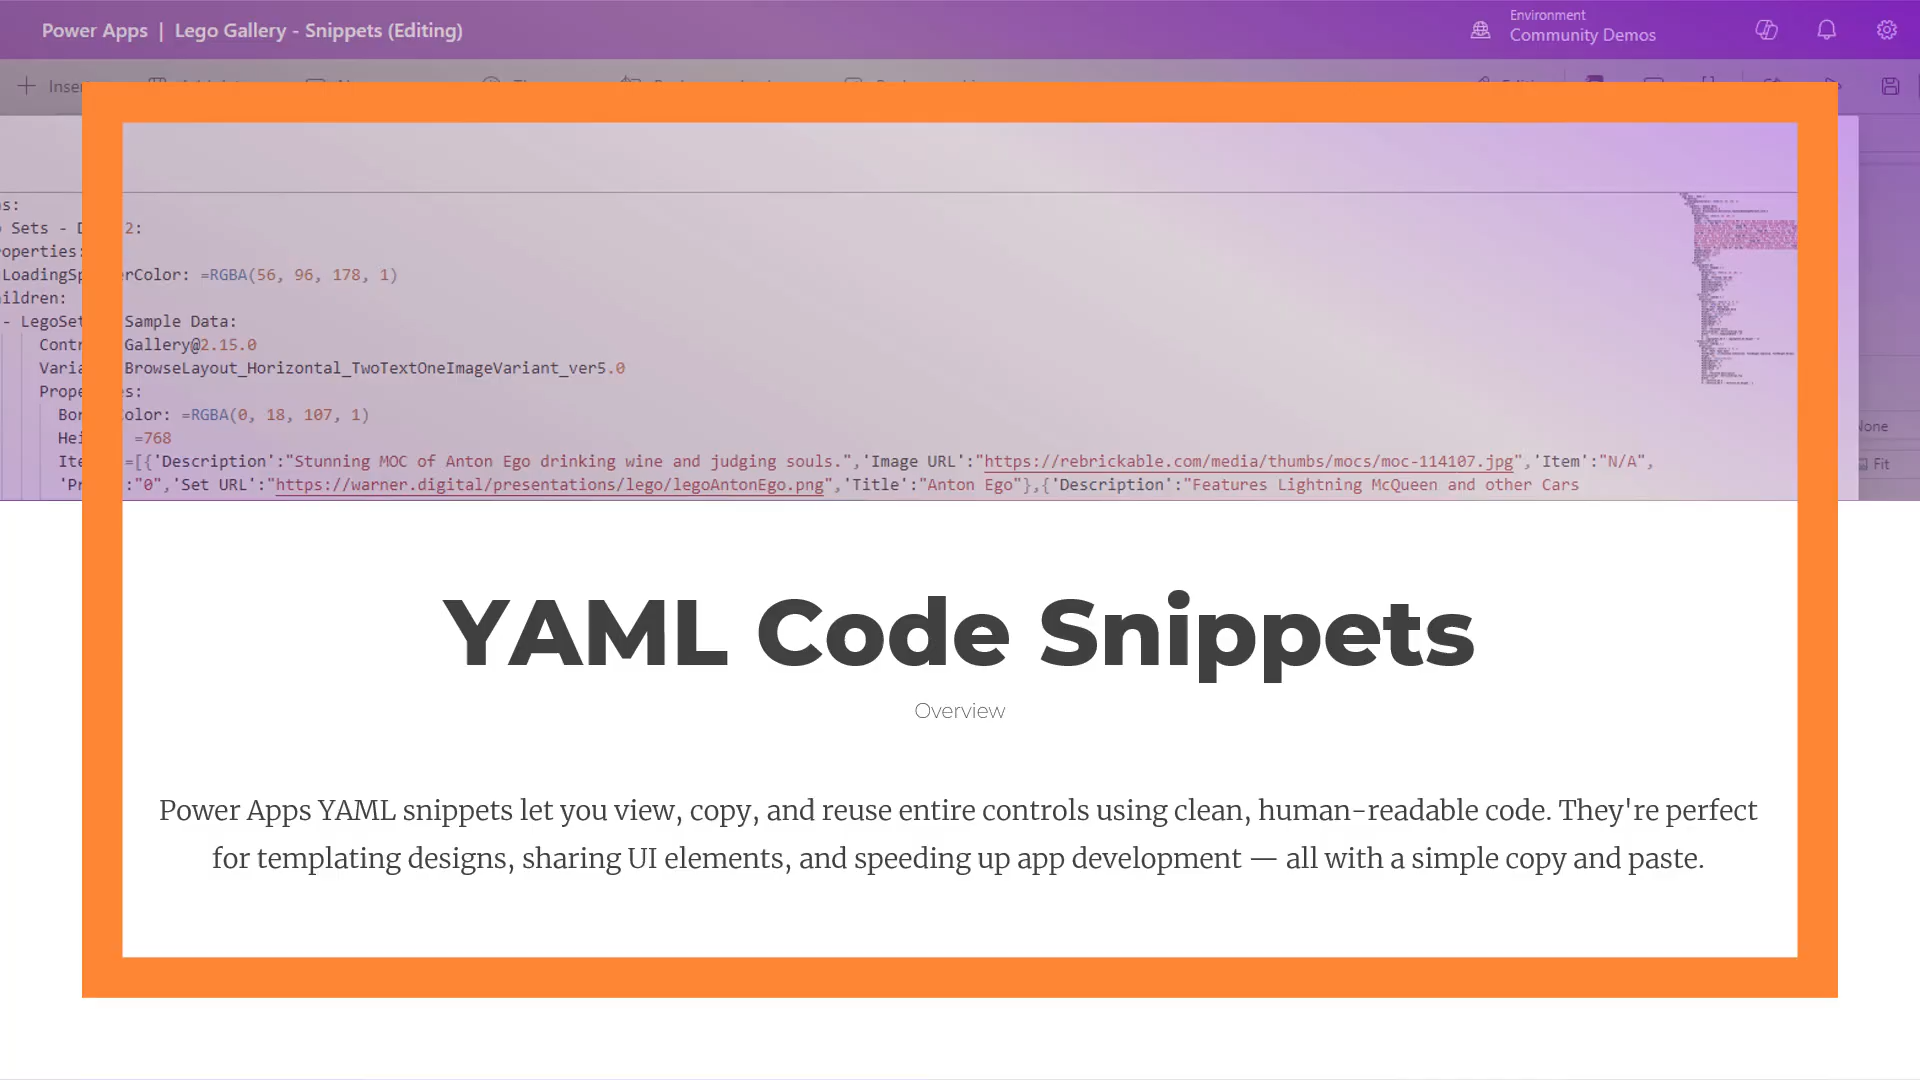 Power Apps | Lego Gallery - Snippets (Editing)
Environment
Community Demos
s:
Sets - 2:
operties:
LoadingSp rColor: =RGBA(56, 96, 178, 1)
ildren:
- LegoSet Sample Data:
Contr Gallery@2.15.0
Varia BrowseLayout_Horizontal_TwoTextOneImageVariant_ver5.0
Prope s:
Bor Color: =RGBA(0, 18, 107, 1)
Hei =768
None
Ite =[{'Description':"Stunning MOC of Anton Ego drinking wine and judging souls.",'Image URL':"https://rebrickable.com/media/thumbs/mocs/moc-114107.jpg",'Item':"N/A",
Fit
'Pr :"0",'Set URL':"https://warner.digital/presentations/lego/legoAntonEgo.png",'Title':"Anton Ego"},{'Description':"Features Lightning McQueen and other Cars
YAML Code Snippets
Overview
Power Apps YAML snippets let you view, copy, and reuse entire controls using clean, human-readable code. They're perfect
for templating designs, sharing UI elements, and speeding up app development — all with a simple copy and paste.